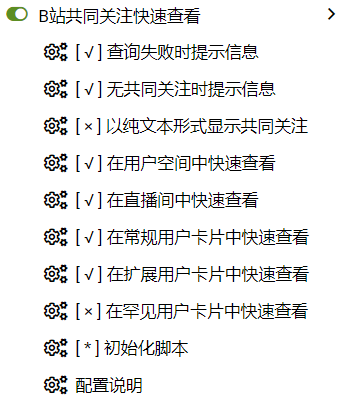 B站共同关注快速查看
[ √ ] 查询失败时提示信息
[ √ ] 无共同关注时提示信息
[ × ] 以纯文本形式显示共同关注
[ √ ] 在用户空间中快速查看
[ √ ] 在直播间中快速查看
[ √ ] 在常规用户卡片中快速查看
[ √ ] 在扩展用户卡片中快速查看
[ × ] 在罕见用户卡片中快速查看
[ * ] 初始化脚本
配置说明